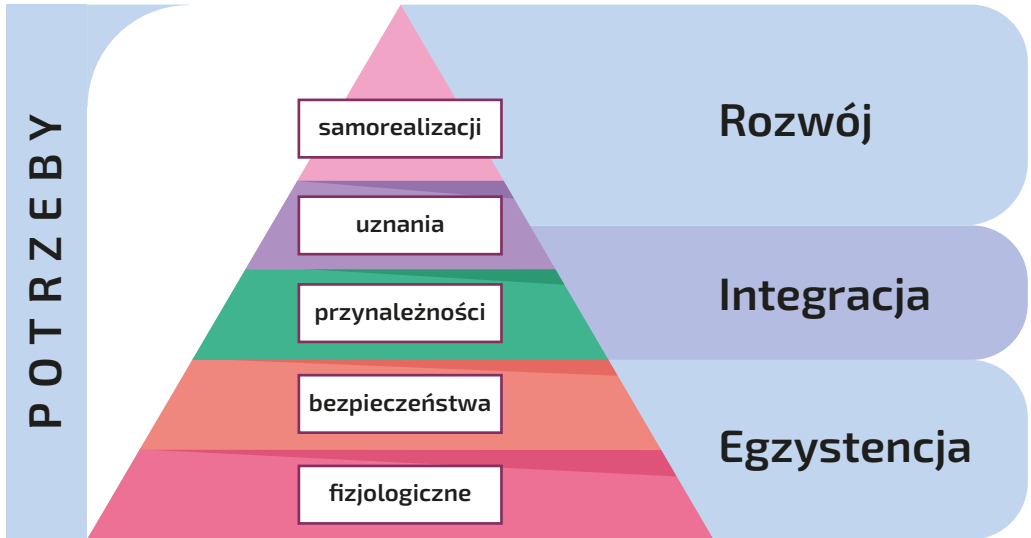 POTRZEBY
samorealizacji
uznania
przynależności
bezpieczeństwa
fizjologiczne
Rozwój
Integracja
Egzystencja